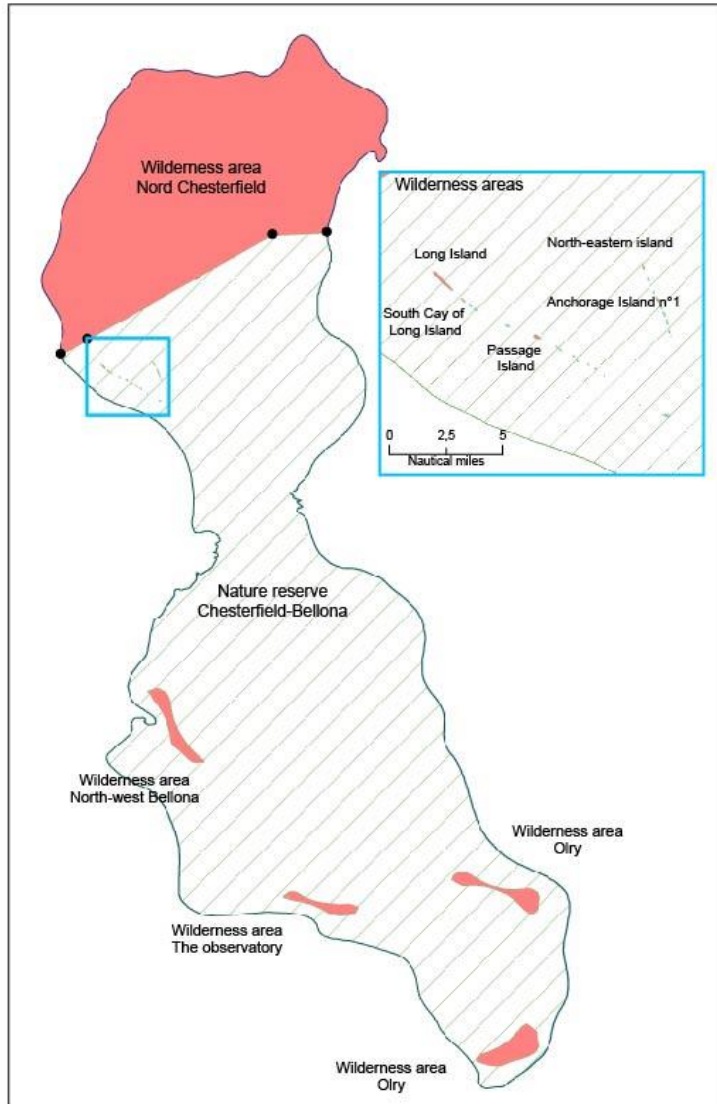 Wilderness area
Nord Chesterfield
Wilderness areas
North-eastern island
Long Island
Anchorage Island n°1
South Cay of
Long Island
Passage
Island
0
2,5
5
Nautical miles
Nature reserve
Chesterfield-Bellona
Wilderness area
North-west Bellona
Wilderness area
Olry
Wilderness area
The observatory
Wilderness area
Olry